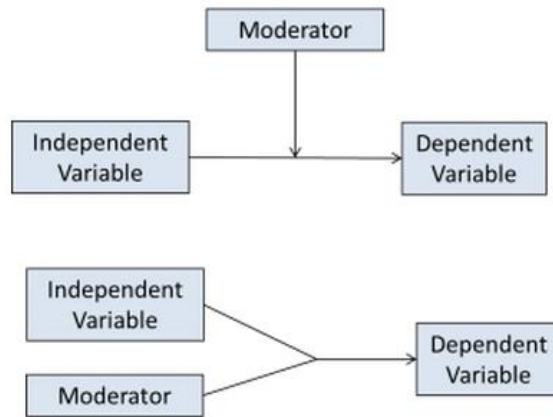 Moderator
Independent
Variable
Dependent
Variable
Independent
Variable
Moderator
Dependent
Variable